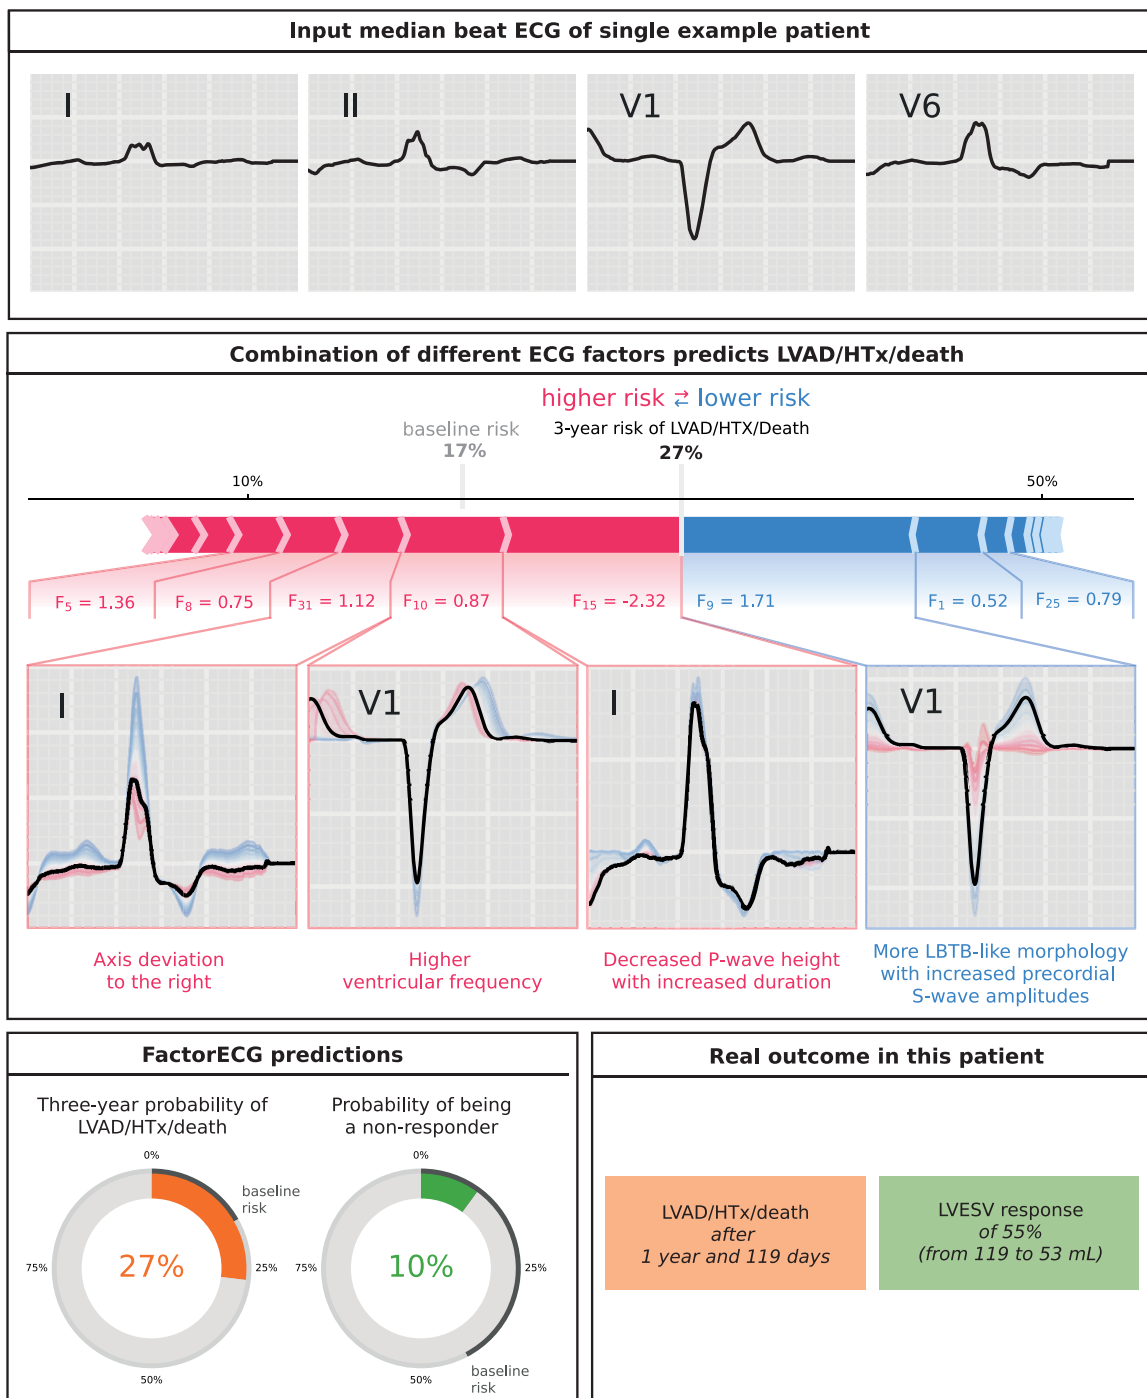 Input median beat ECG of single example patient
I
II
V1
V6
Combination of different ECG factors predicts LVAD/HTx/death
higher risk ⇄ lower risk
baseline risk
17%
3-year risk of LVAD/HTX/Death
27%
10%
50%
F5 = 1.36
F8 = 0.75
F31 = 1.12
F10 = 0.87
F15 = -2.32
F9 = 1.71
F1 = 0.52
F25 = 0.79
I
V1
I
V1
Axis deviation
to the right
Higher
ventricular frequency
Decreased P-wave height
with increased duration
More LBTB-like morphology
with increased precordial
S-wave amplitudes
FactorECG predictions
Three-year probability of
LVAD/HTx/death
0%
baseline
risk
75%
27%
25%
50%
Probability of being
a non-responder
0%
75%
10%
25%
50%
baseline
risk
Real outcome in this patient
LVAD/HTx/death
after
1 year and 119 days
LVESV response
of 55%
(from 119 to 53 mL)